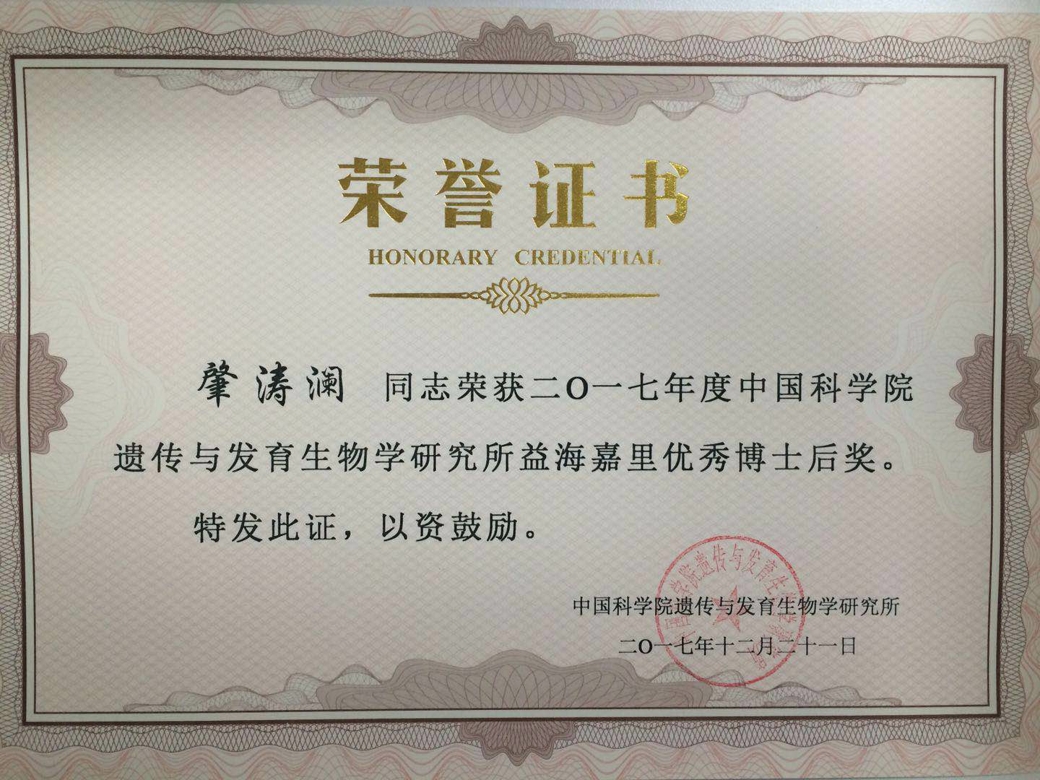 荣誉证书
HONORARY CREDENTIAL
肇涛澜 同志荣获二O一七年度中国科学院
遗传与发育生物学研究所益海嘉里优秀博士后奖。
特发此证，以资鼓励。
中国科学院遗传与发育生物学研究所
二O一七年十二月二十一日